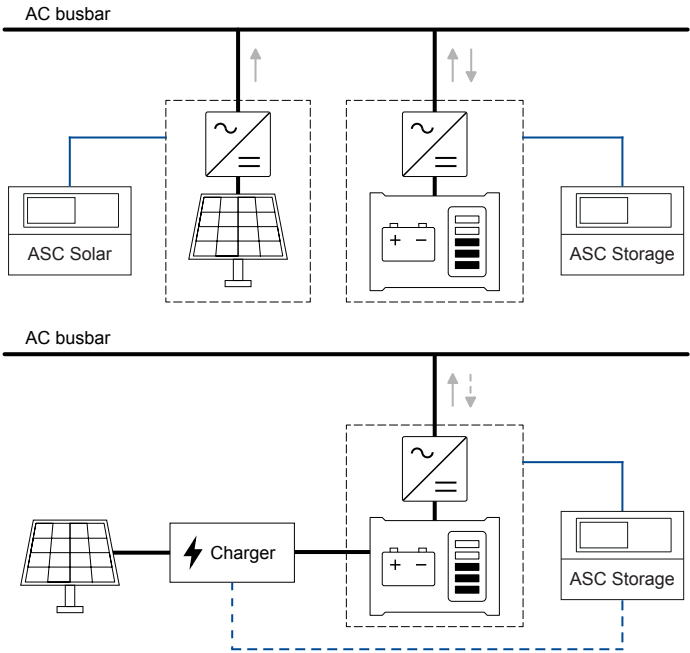 AC busbar
ASC Solar
+ −
ASC Storage
AC busbar
Charger
+ −
ASC Storage